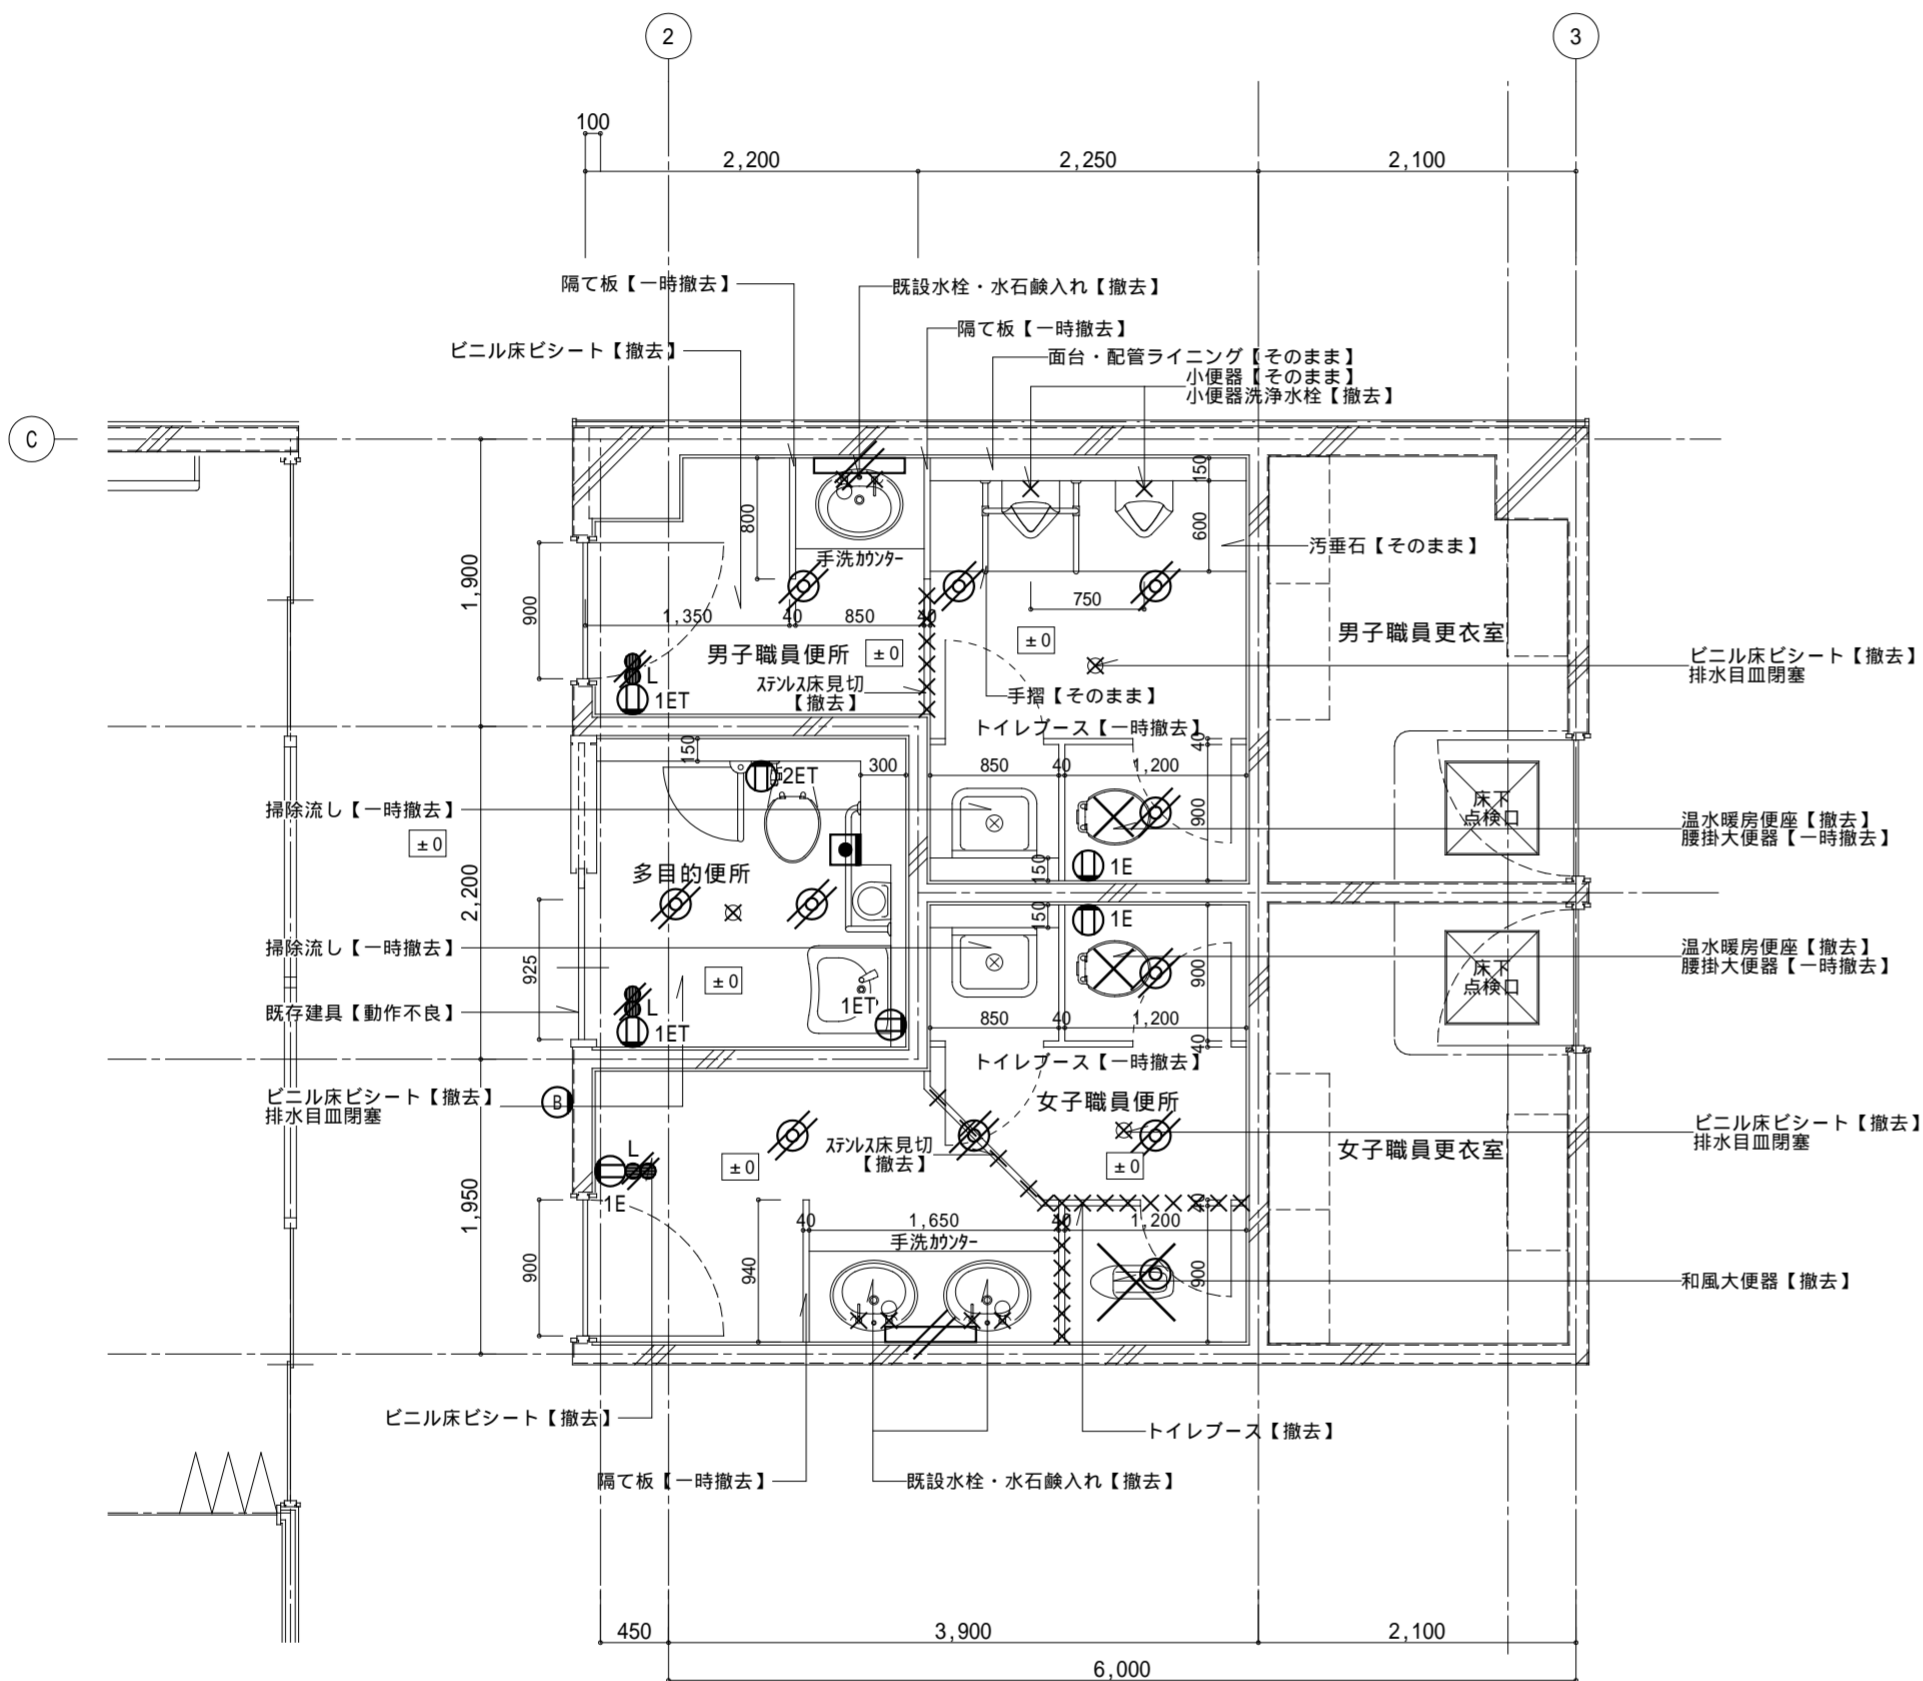 2
3
100
2,200
2,250
2,100
隔て板【一時撤去】
既設水栓・水石鹸入れ【撤去】
隔て板【一時撤去】
ビニル床ビシート【撤去】
面台・配管ライニング【そのまま】
小便器【そのまま】
小便器洗浄水栓【撤去】
C
150
800
600
手洗カウンター
汚垂石【そのまま】
1,900
900
750
1,350
40
850
40
男子職員便所
±0
±0
男子職員更衣室
ビニル床ビシート【撤去】
排水目皿閉塞
L
1ET
ステンレス床見切
【撤去】
手摺【そのまま】
トイレブース【一時撤去】
40
150
2ET
300
850
40
1,200
掃除流し【一時撤去】
±0
900
床下
点検口
温水暖房便座【撤去】
腰掛大便器【一時撤去】
150
1E
多目的便所
2,200
150
1E
掃除流し【一時撤去】
925
±0
900
温水暖房便座【撤去】
腰掛大便器【一時撤去】
床下
点検口
既存建具【動作不良】
L
1ET
1ET
850
40
1,200
40
トイレブース【一時撤去】
ビニル床ビシート【撤去】
排水目皿閉塞
B
女子職員便所
ビニル床ビシート【撤去】
排水目皿閉塞
ステンレス床見切
【撤去】
L
±0
±0
女子職員更衣室
1E
1,950
40
1,650
40
1,200
40
手洗カウンター
900
940
900
和風大便器【撤去】
ビニル床ビシート【撤去】
トイレブース【撤去】
隔て板【一時撤去】
既設水栓・水石鹸入れ【撤去】
450
3,900
2,100
6,000